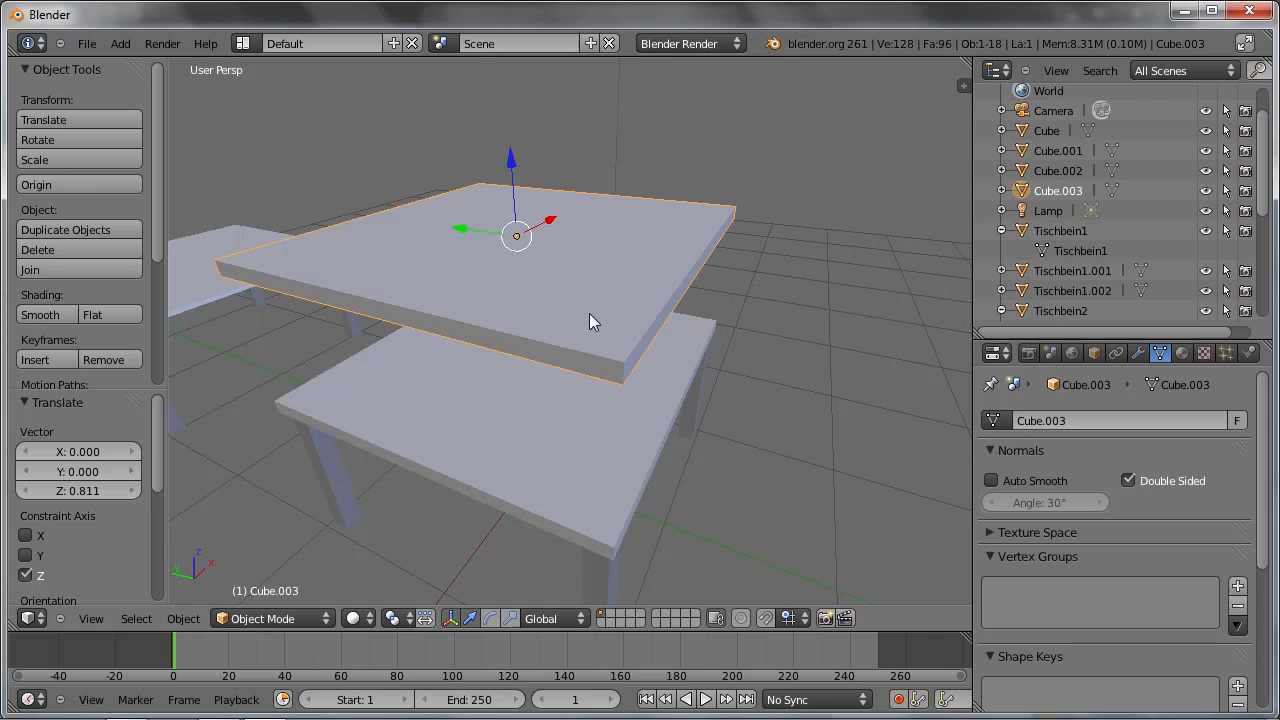 Blender
File Add Render Help Default Scene Blender Render blender.org 261 | Ve:128 | Fa:96 | Ob:1-18 | La:1 | Mem:8.31M (0.10M) | Cube.003
Object Tools
Transform:
Translate
Rotate
Scale
Origin
Object:
Duplicate Objects
Delete
Join
Shading:
Smooth Flat
Keyframes:
Insert Remove
Motion Paths:
Translate
Vector
X: 0.000
Y: 0.000
Z: 0.811
Constraint Axis
X
Y
Z
Orientation
User Persp
z
y x
(1) Cube.003
View Select Object Object Mode Global
-40 -20 0 20 40 60 80 100 120 140 160 180 200 220 240 260
View Marker Frame Playback Start: 1 End: 250 1 No Sync
View Search All Scenes
World
Camera
Cube
Cube.001
Cube.002
Cube.003
Lamp
Tischbein1
Tischbein1
Tischbein1.001
Tischbein1.002
Tischbein2
Cube.003 Cube.003
Cube.003 F
Normals
Auto Smooth Double Sided
Angle: 30°
Texture Space
Vertex Groups
Shape Keys